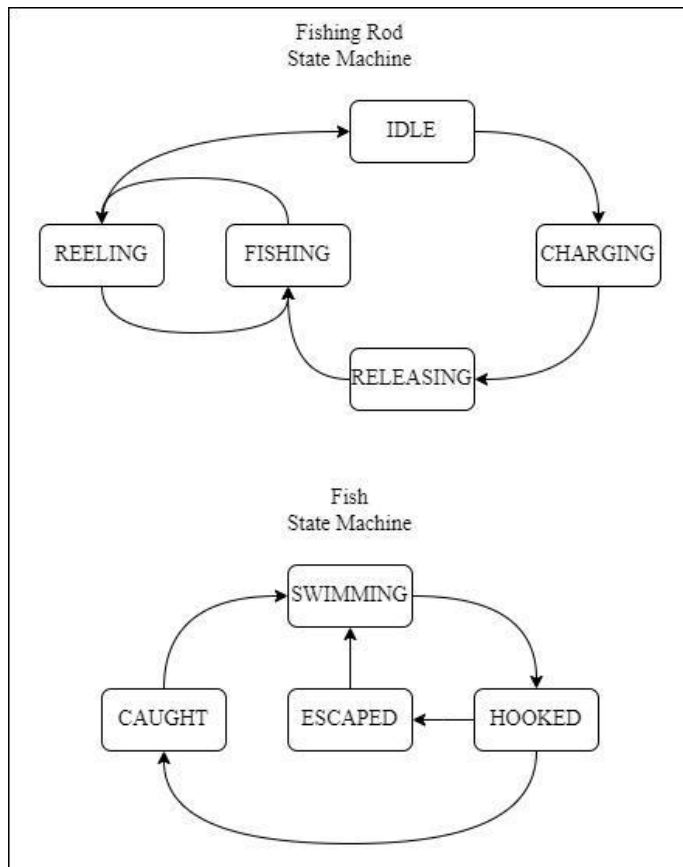 Fishing Rod
State Machine
IDLE
REELING
FISHING
CHARGING
RELEASING
Fish
State Machine
SWIMMING
CAUGHT
ESCAPED
HOOKED